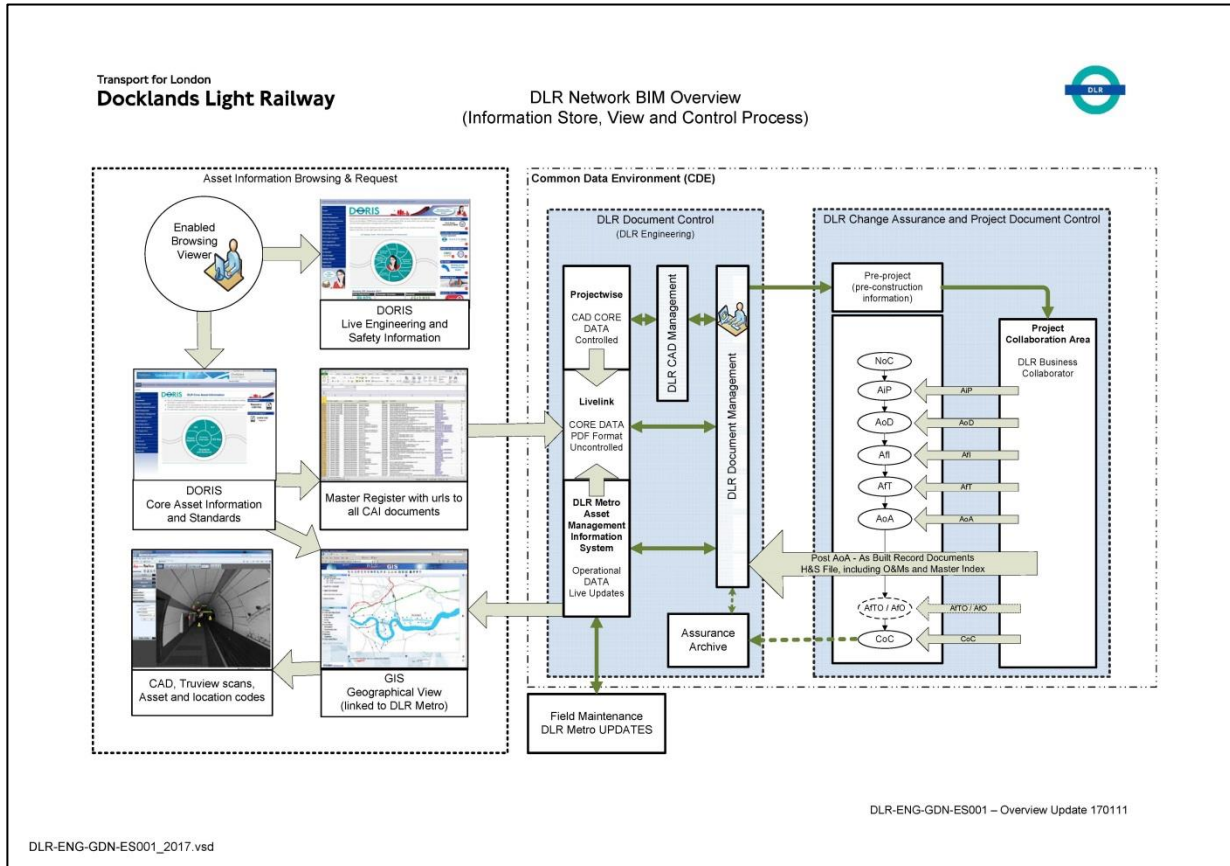 Transport for London
Docklands Light Railway
DLR Network BIM Overview
(Information Store, View and Control Process)
DLR
Asset Information Browsing & Request
Enabled
Browsing
Viewer
DORIS
DORIS
Live Engineering and
Safety Information
DORIS
DORIS
Core Asset Information
and Standards
Master Register with urls to
all CAI documents
CAD, Truview scans,
Asset and location codes
GIS
GIS
Geographical View
(linked to DLR Metro)
Common Data Environment (CDE)
DLR Document Control
(DLR Engineering)
Projectwise
CAD CORE
DATA
Controlled
Livelink
CORE DATA
PDF Format
Uncontrolled
DLR Metro
Asset
Management
Information
System
Operational
DATA
Live Updates
DLR CAD Management
DLR Document Management
Assurance
Archive
Field Maintenance
DLR Metro UPDATES
DLR Change Assurance and Project Document Control
Pre-project
(pre-construction
information)
Project
Collaboration Area
DLR Business
Collaborator
NoC
AiP
AiP
AoD
AoD
AfI
AfI
AfT
AfT
AoA
AoA
Post AoA - As Built Record Documents
H&S File, including O&Ms and Master Index
AfTO / AfO
AfTO / AfO
CoC
CoC
DLR-ENG-GDN-ES001 – Overview Update 170111
DLR-ENG-GDN-ES001_2017.vsd